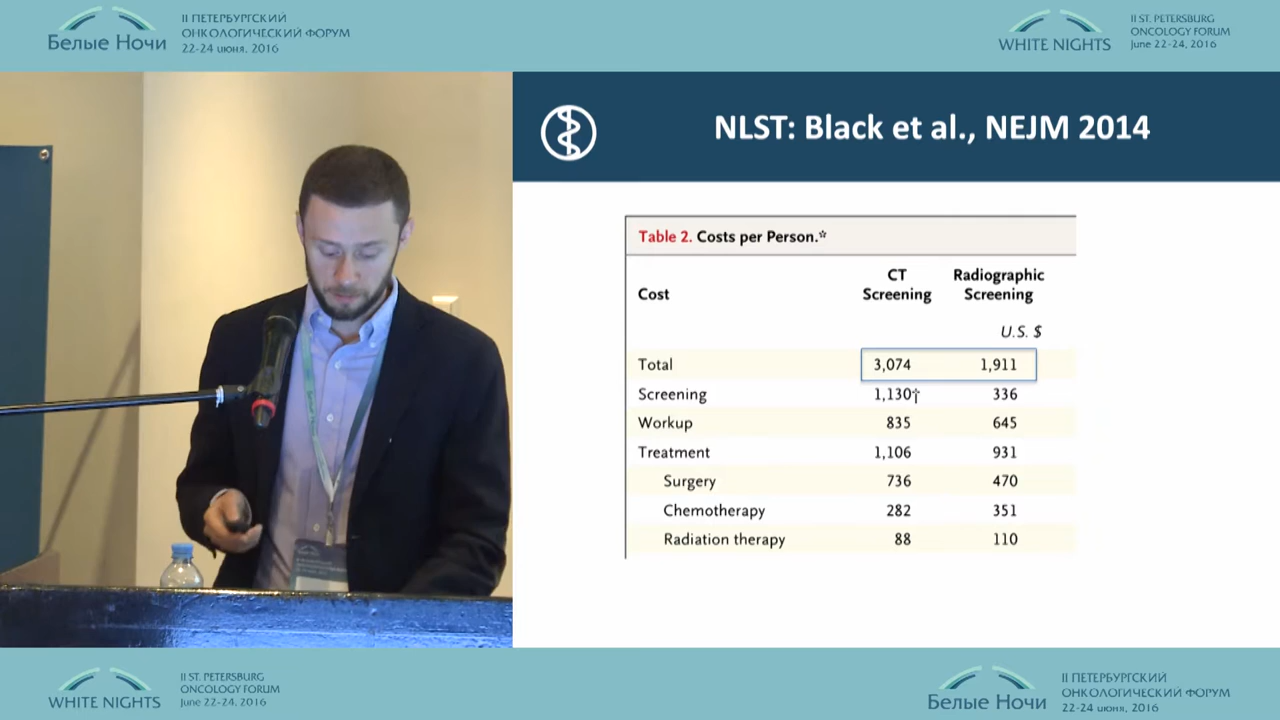 Белые Ночи
II ПЕТЕРБУРГСКИЙ
ОНКОЛОГИЧЕСКИЙ ФОРУМ
22-24 июня, 2016
WHITE NIGHTS
II ST. PETERSBURG
ONCOLOGY FORUM
June 22-24, 2016
NLST: Black et al., NEJM 2014
Table 2. Costs per Person.*
Cost CT Screening Radiographic Screening
U.S. $
Total 3,074 1,911
Screening 1,130† 336
Workup 835 645
Treatment 1,106 931
Surgery 736 470
Chemotherapy 282 351
Radiation therapy 88 110
WHITE NIGHTS
II ST. PETERSBURG
ONCOLOGY FORUM
June 22-24, 2016
Белые Ночи
II ПЕТЕРБУРГСКИЙ
ОНКОЛОГИЧЕСКИЙ ФОРУМ
22-24 июня, 2016